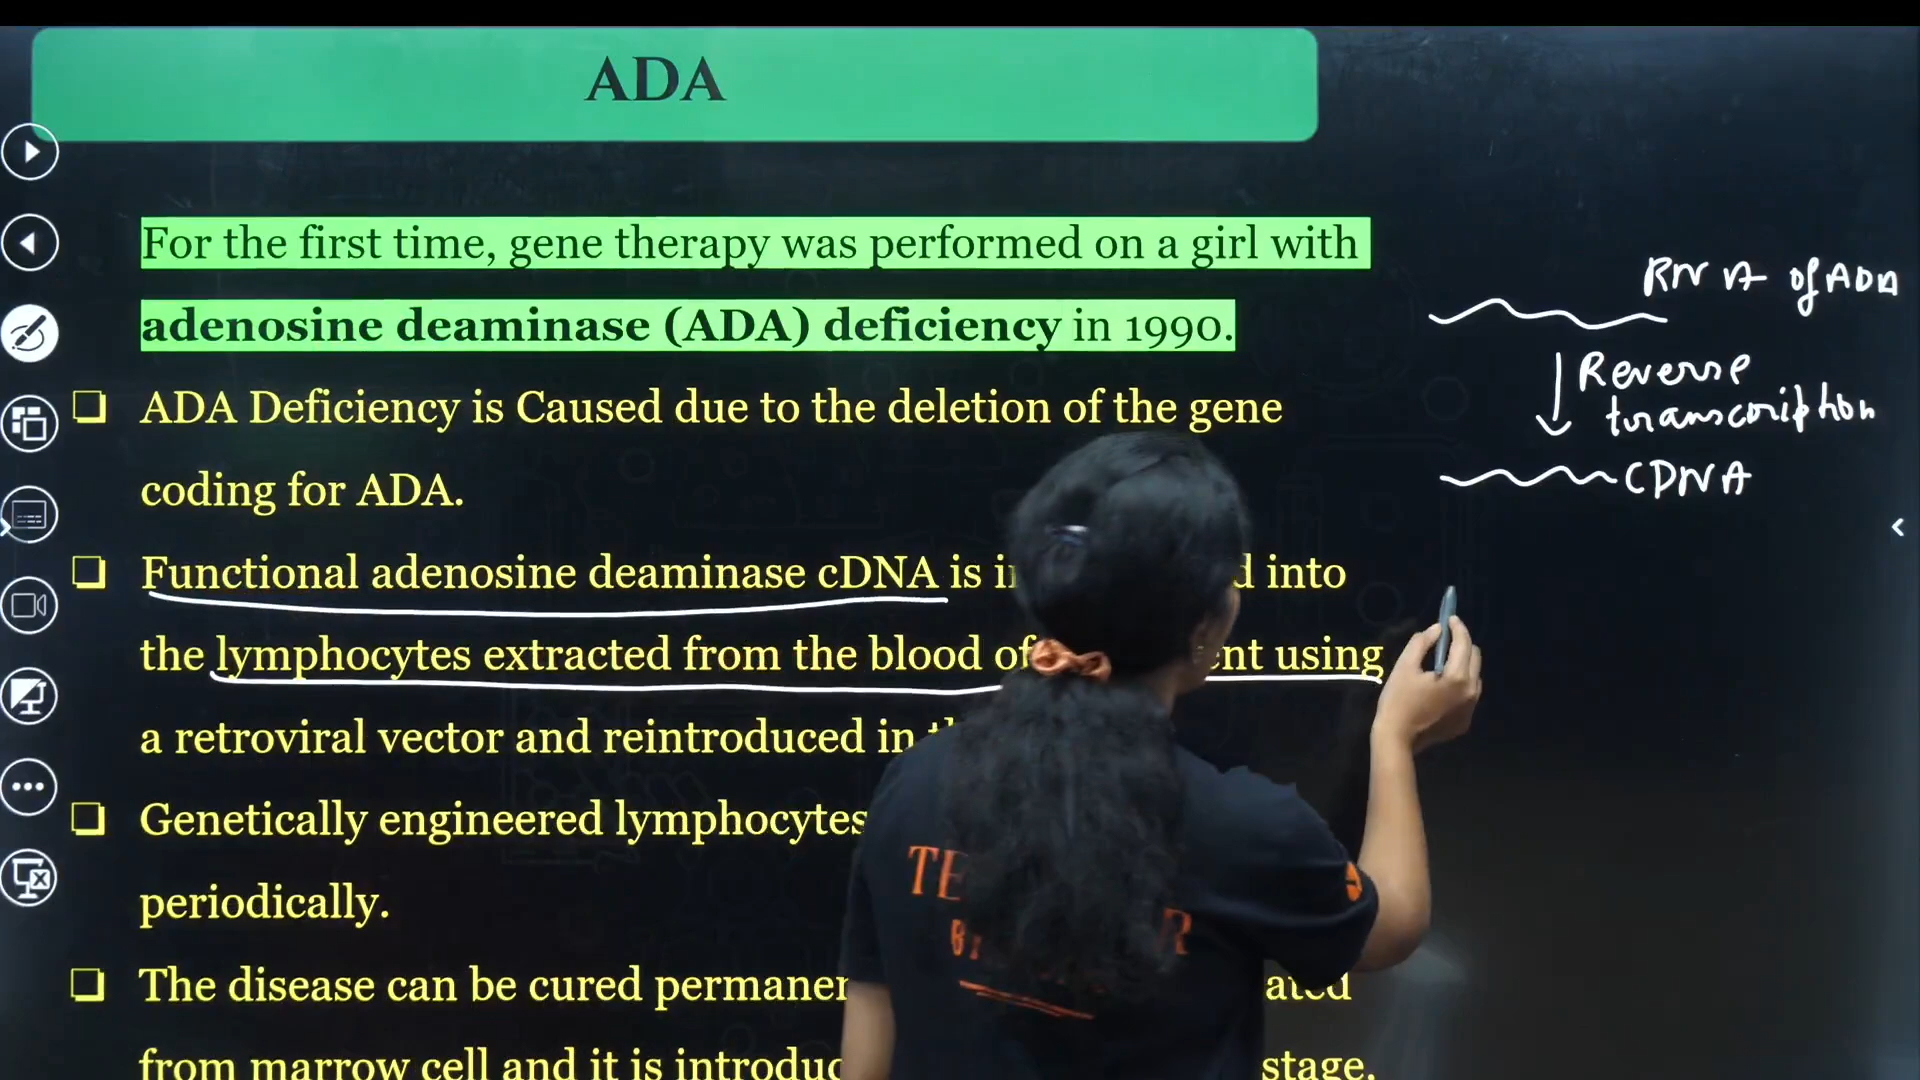 ADA
For the first time, gene therapy was performed on a girl with
adenosine deaminase (ADA) deficiency in 1990.
ADA Deficiency is Caused due to the deletion of the gene
coding for ADA.
Functional adenosine deaminase cDNA is into
the lymphocytes extracted from the blood of using
a retroviral vector and reintroduced in
Genetically engineered lymphocytes
periodically.
The disease can be cured
from marrow cell and it is stage.
RNA of ADA
Reverse
transcription
CDNA